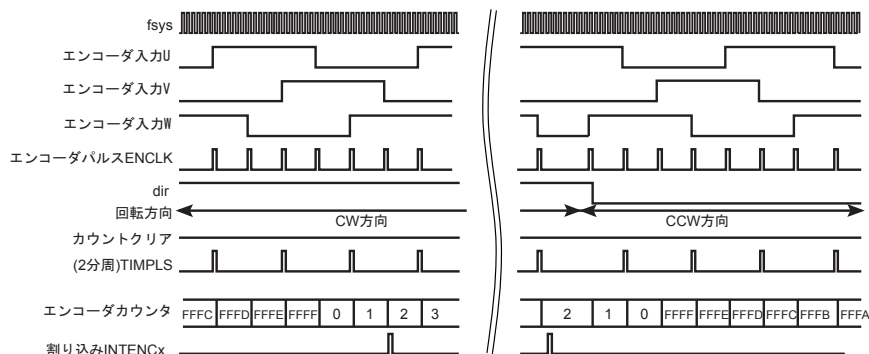 fsys
エンコーダ入力U
エンコーダ入力V
エンコーダ入力W
エンコーダパルスENCLK
dir
回転方向
CW方向 CCW方向
カウントクリア
(2分周)TIMPLS
エンコーダカウンタ FFFC FFFD FFFE FFFF 0 1 2 3 2 1 0 FFFF FFFE FFFD FFFC FFFB FFFA
割り込みINTENCx